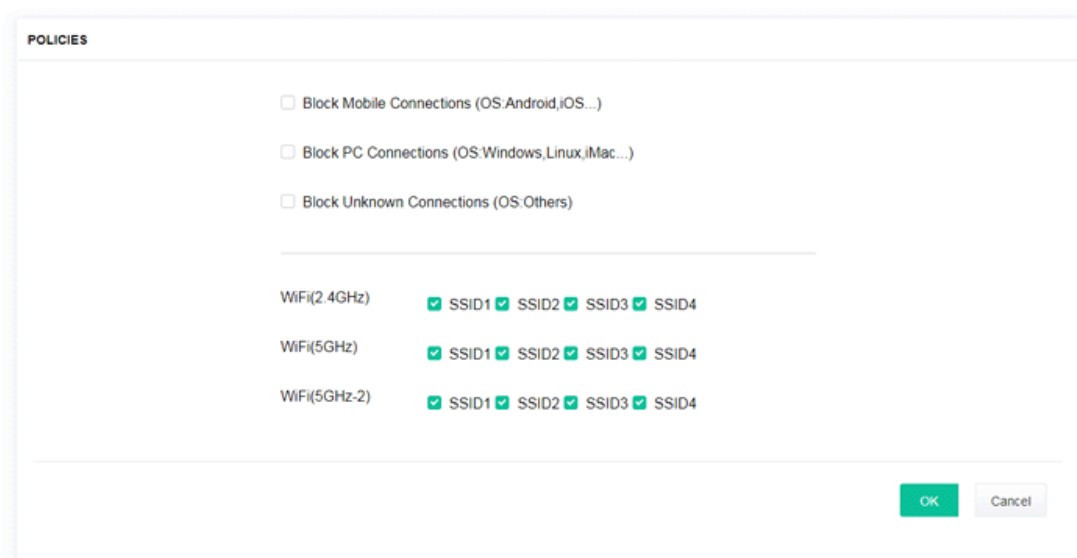 POLICIES
Block Mobile Connections (OS:Android,iOS...)
Block PC Connections (OS:Windows,Linux,iMac...)
Block Unknown Connections (OS:Others)
WiFi(2.4GHz) SSID1 SSID2 SSID3 SSID4
WiFi(5GHz) SSID1 SSID2 SSID3 SSID4
WiFi(5GHz-2) SSID1 SSID2 SSID3 SSID4
OK Cancel